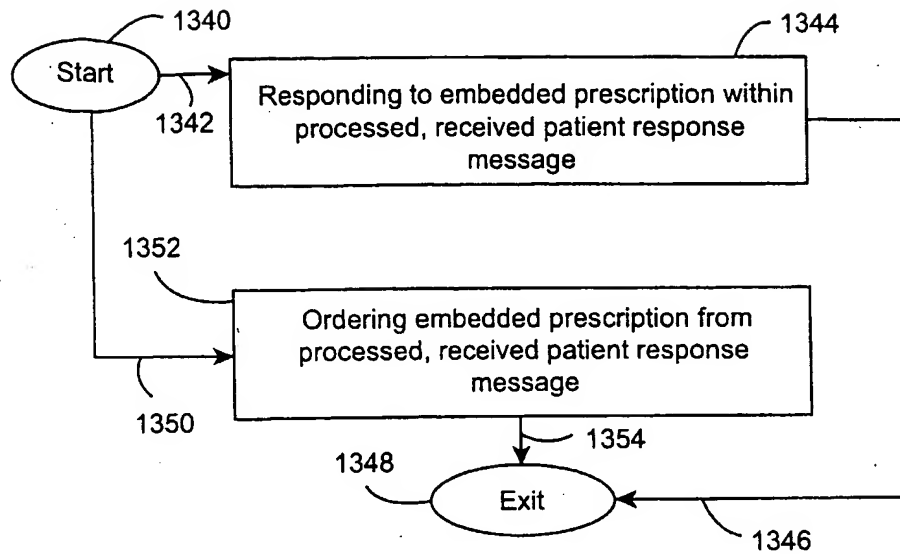 1340
Start
1342
1344
Responding to embedded prescription within
processed, received patient response
message
1352
Ordering embedded prescription from
processed, received patient response
message
1350
1354
1348
Exit
1346